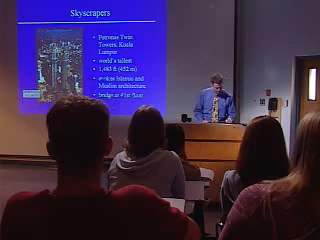 Skyscrapers
• Petronas Twin
Towers, Kuala
Lumpur
• world's tallest
• 1,483 ft (452 m)
• evokes Islamic and
Muslim architecture
• bridge at 41st floor